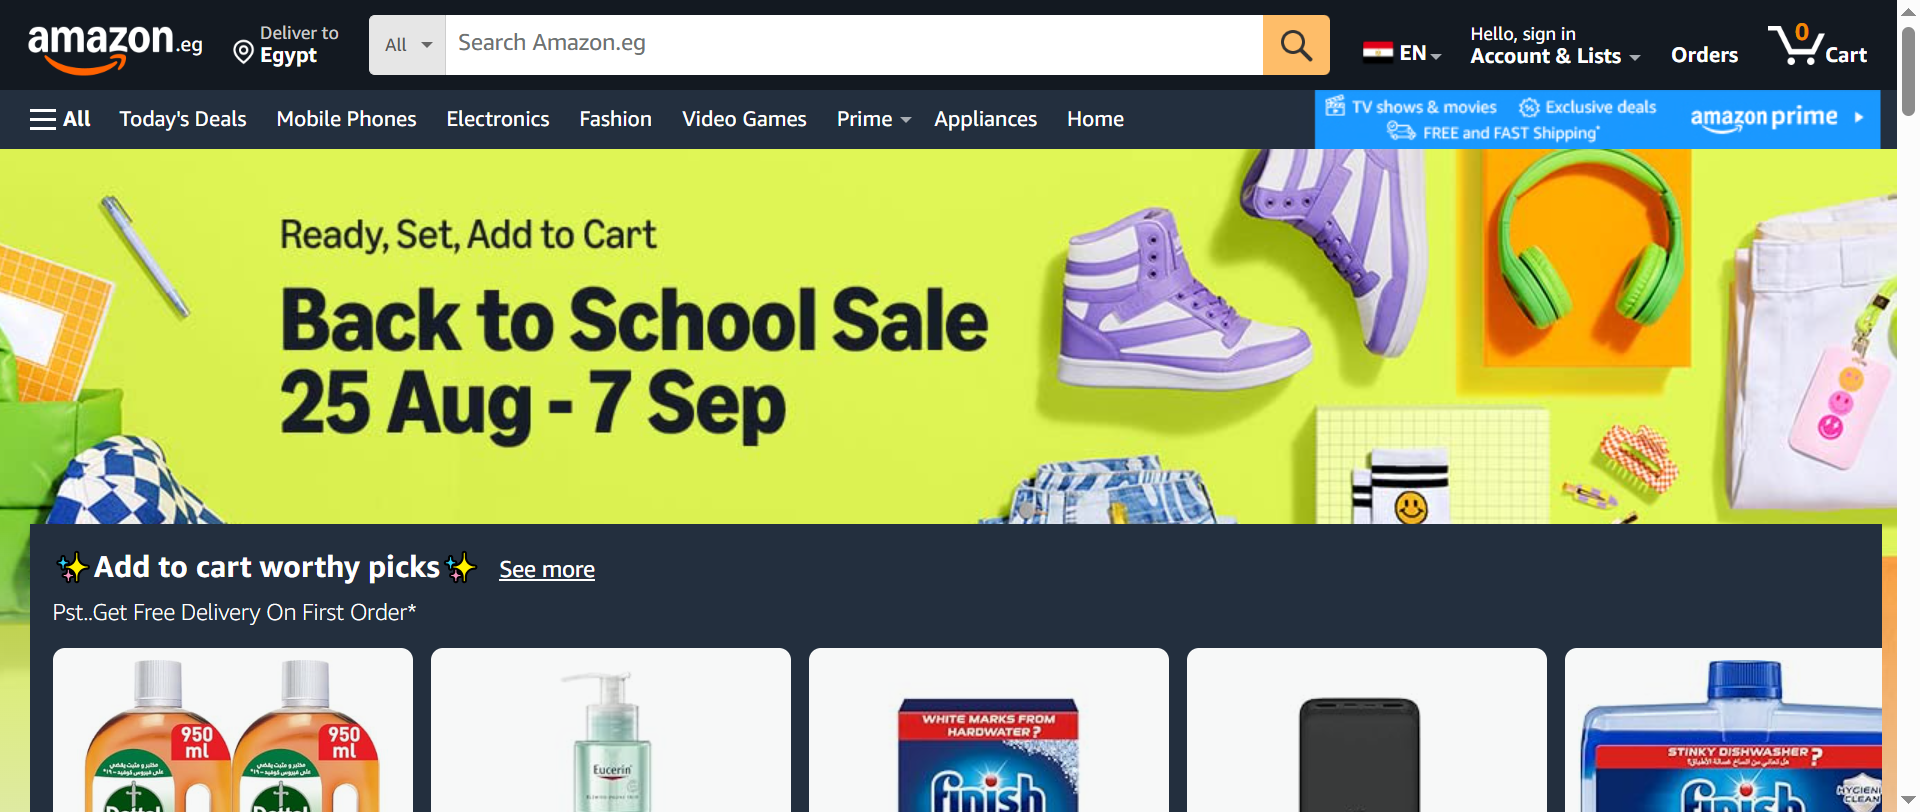 amazon.eg
Deliver to
Egypt
All
Search Amazon.eg
EN
Hello, sign in
Account & Lists
Orders
0
Cart
All
Today's Deals
Mobile Phones
Electronics
Fashion
Video Games
Prime
Appliances
Home
TV shows & movies
Exclusive deals
FREE and FAST Shipping*
amazon prime
Ready, Set, Add to Cart
Back to School Sale
25 Aug - 7 Sep
✨Add to cart worthy picks✨
See more
Pst..Get Free Delivery On First Order*
950
ml
950
ml
Dettol
Dettol
Eucerin
WHITE MARKS FROM
HARDWATER?
finish
STINKY DISHWASHER?
finish
HYGIENI
CLEAN